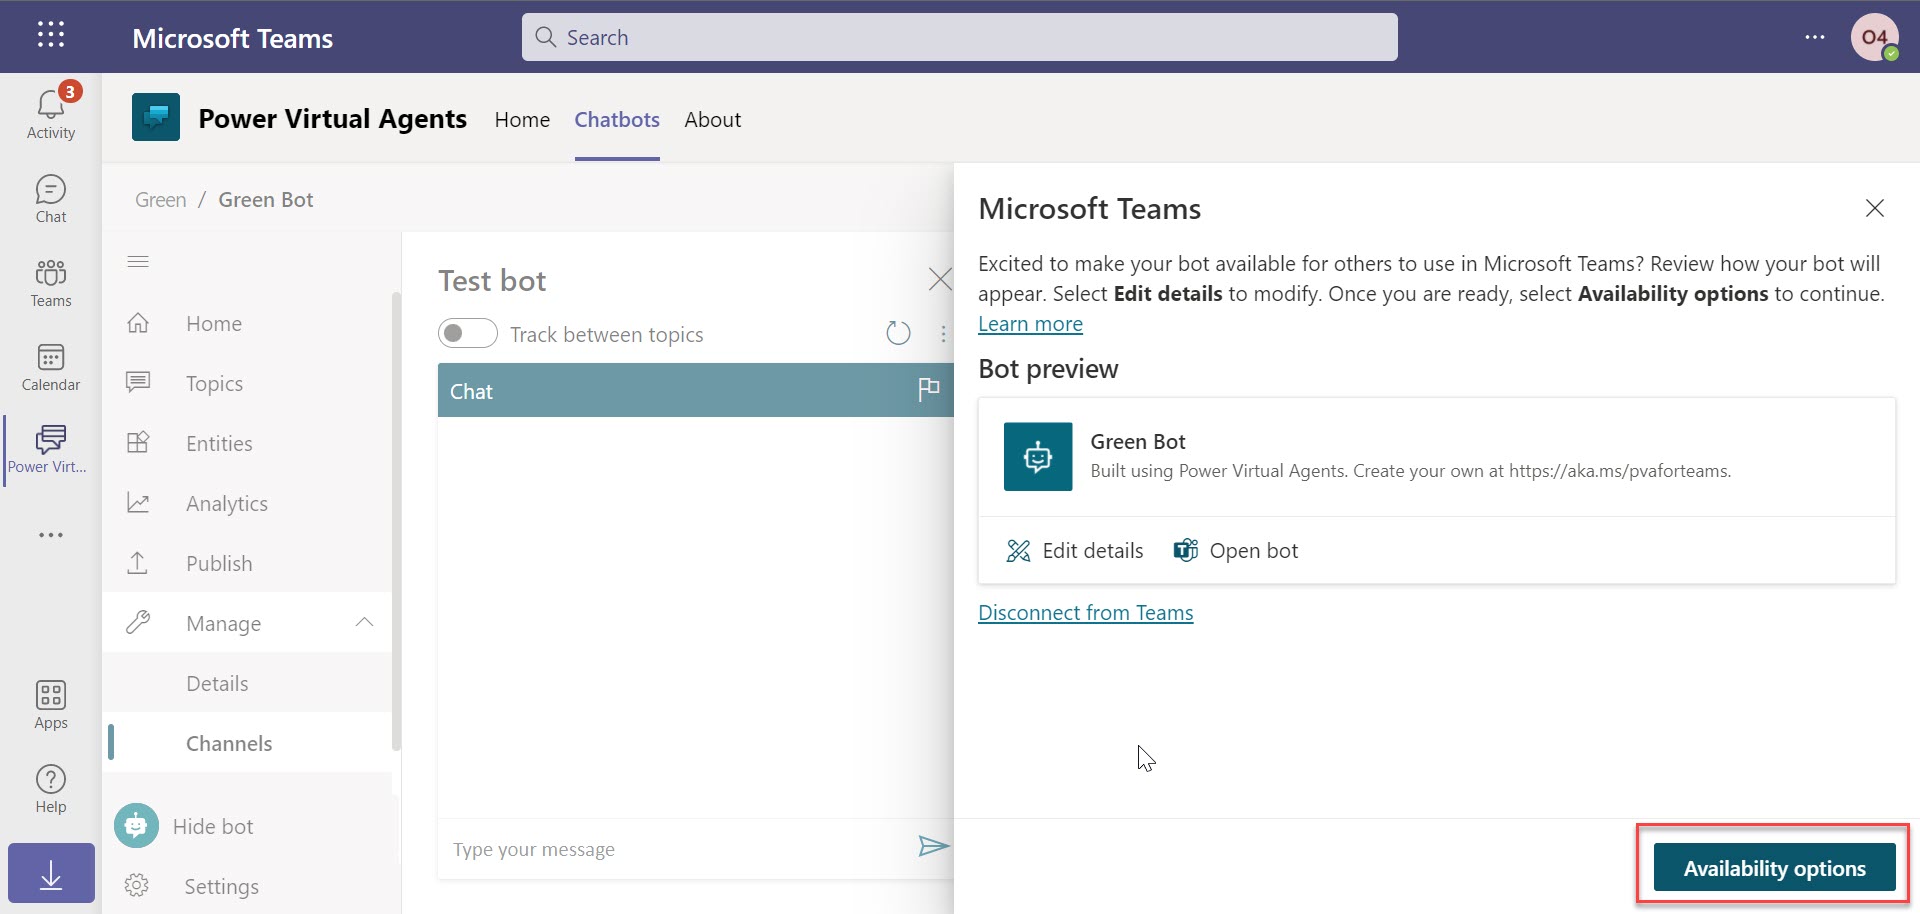 Microsoft Teams
Search
O4
3
Activity
Chat
Teams
Calendar
Power Virt...
Apps
Help
Power Virtual Agents
Home
Chatbots
About
Green / Green Bot
Home
Topics
Entities
Analytics
Publish
Manage
Details
Channels
Hide bot
Settings
Test bot
Track between topics
Chat
Type your message
Microsoft Teams
Excited to make your bot available for others to use in Microsoft Teams? Review how your bot will
appear. Select Edit details to modify. Once you are ready, select Availability options to continue.
Learn more
Bot preview
Green Bot
Built using Power Virtual Agents. Create your own at https://aka.ms/pvaforteams.
Edit details
Open bot
Disconnect from Teams
Availability options